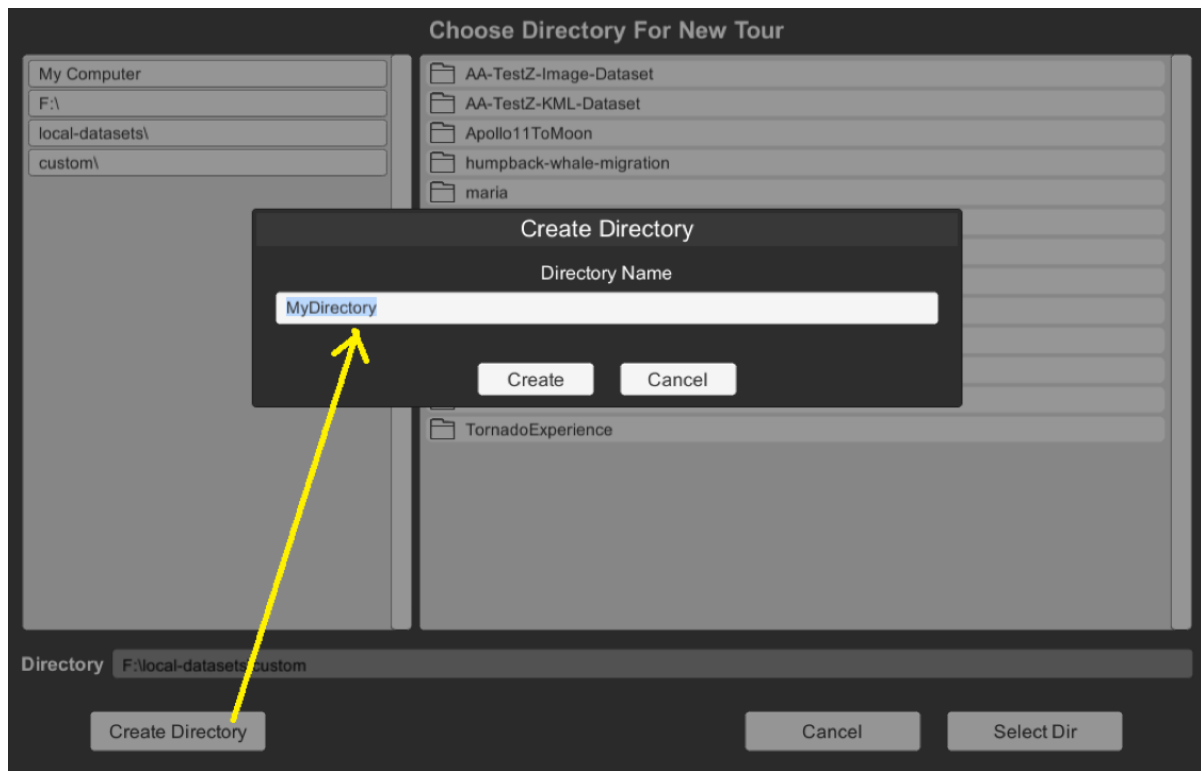 Choose Directory For New Tour
My Computer
F:\
local-datasets\
custom\
AA-TestZ-Image-Dataset
AA-TestZ-KML-Dataset
Apollo11ToMoon
humpback-whale-migration
maria
Create Directory
Directory Name
MyDirectory
Create
Cancel
TornadoExperience
Directory
F:\local-datasets\custom
Create Directory
Cancel
Select Dir